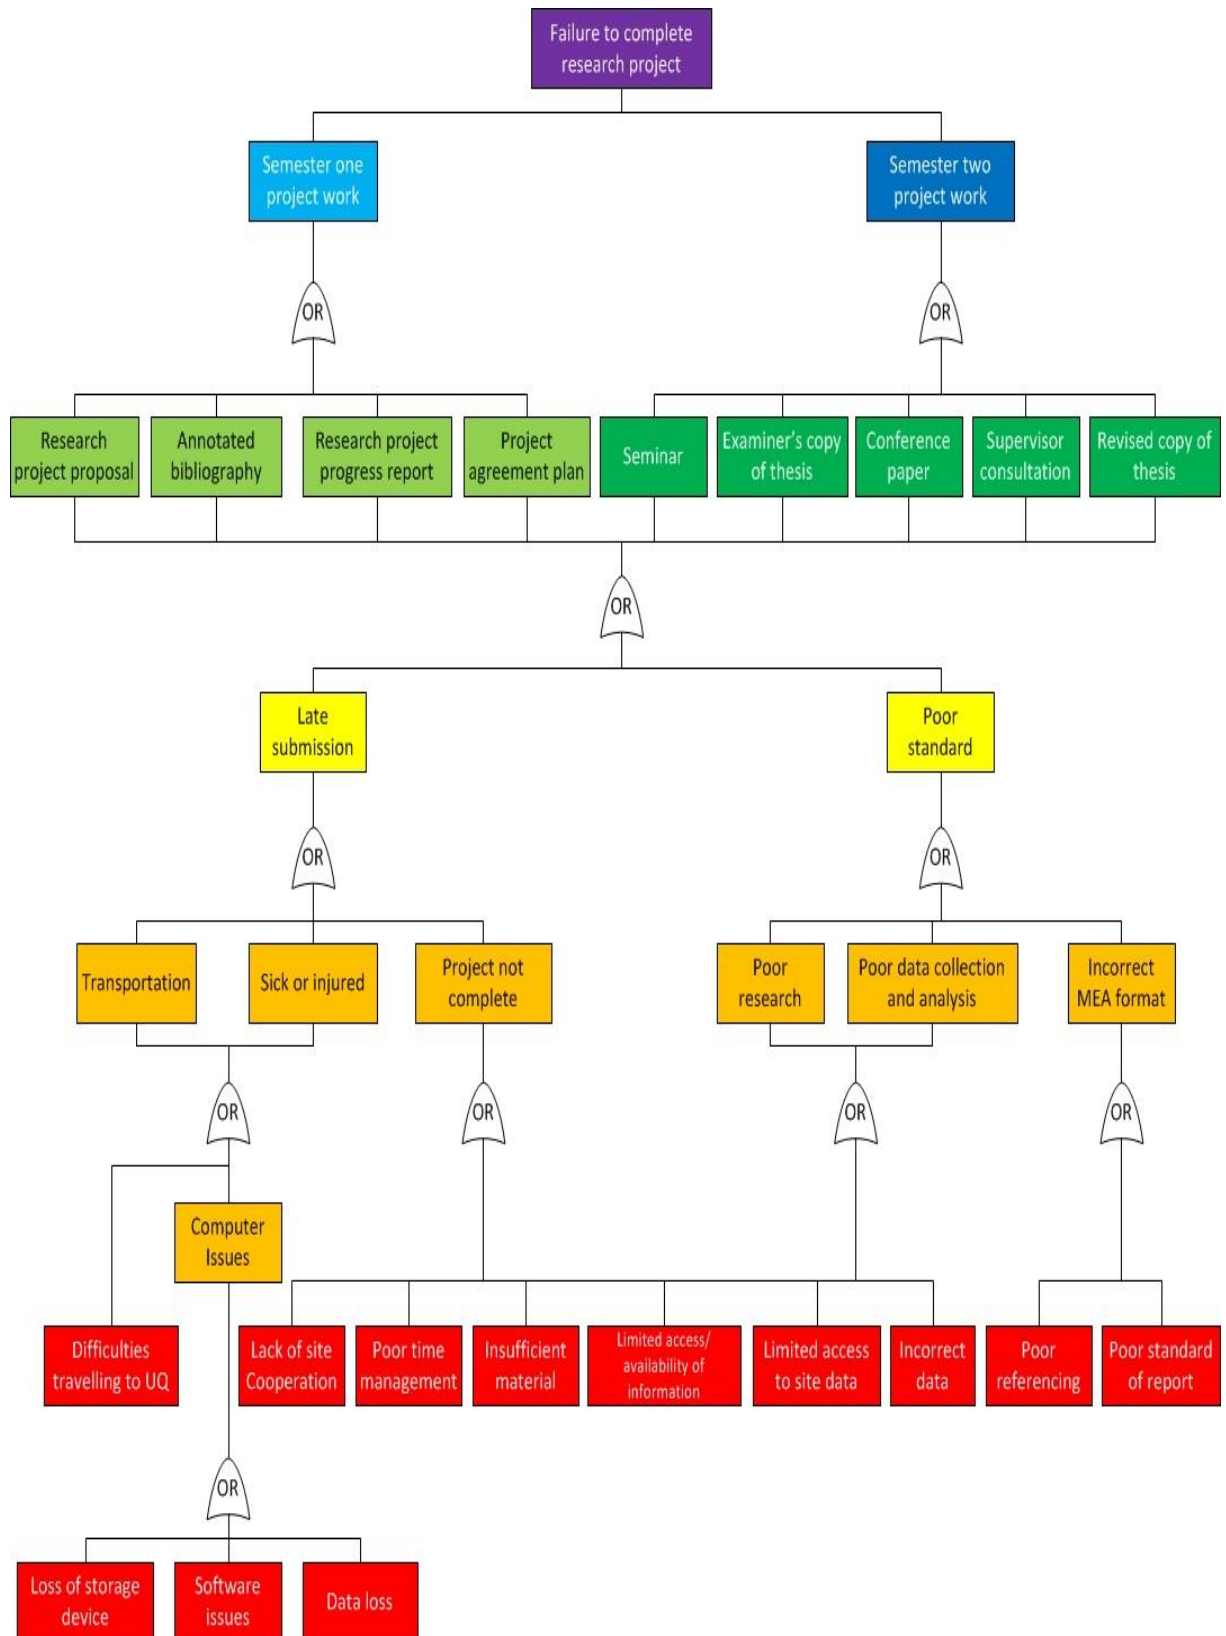 Failure to complete
research project
Semester one
project work
Semester two
project work
OR
OR
Research
project proposal
Annotated
bibliography
Research project
progress report
Project
agreement plan
Seminar
Examiner's copy
of thesis
Conference
paper
Supervisor
consultation
Revised copy of
thesis
OR
Late
submission
Poor
standard
OR
OR
Transportation
Sick or injured
Project not
complete
Poor
research
Poor data collection
and analysis
Incorrect
MEA format
OR
OR
OR
OR
Computer
Issues
Difficulties
travelling to UQ
Lack of site
Cooperation
Poor time
management
Insufficient
material
Limited access/
availability of
information
Limited access
to site data
Incorrect
data
Poor
referencing
Poor standard
of report
OR
Loss of storage
device
Software
issues
Data loss